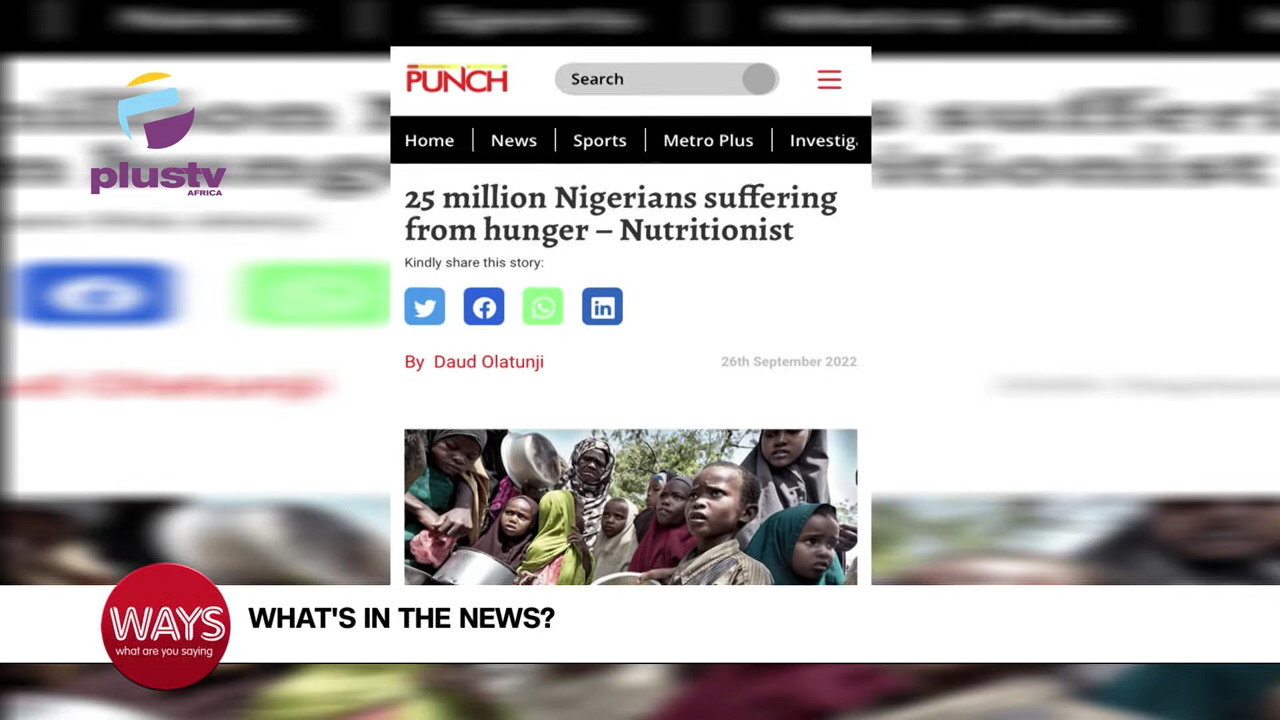 PUNCH
Search
Home
News
Sports
Metro Plus
Investiga
plustv
AFRICA
25 million Nigerians suffering
from hunger – Nutritionist
Kindly share this story:
By Daud Olatunji
26th September 2022
WAYS
what are you saying
WHAT'S IN THE NEWS?